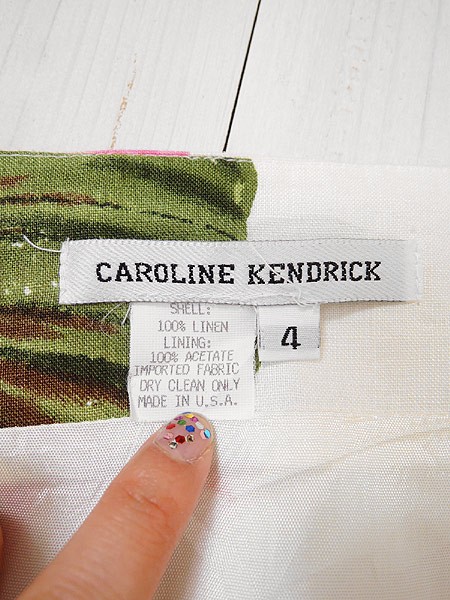 CAROLINE KENDRICK
SHELL:
100% LINEN
LINING:
100% ACETATE
IMPORTED FABRIC
DRY CLEAN ONLY
MADE IN U.S.A.
4